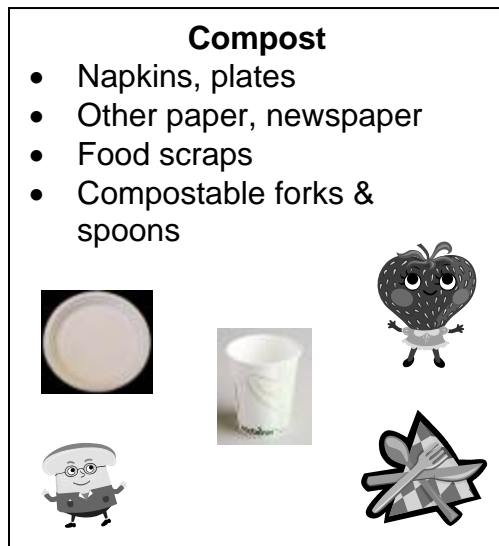 Compost
• Napkins, plates
• Other paper, newspaper
• Food scraps
• Compostable forks &
spoons